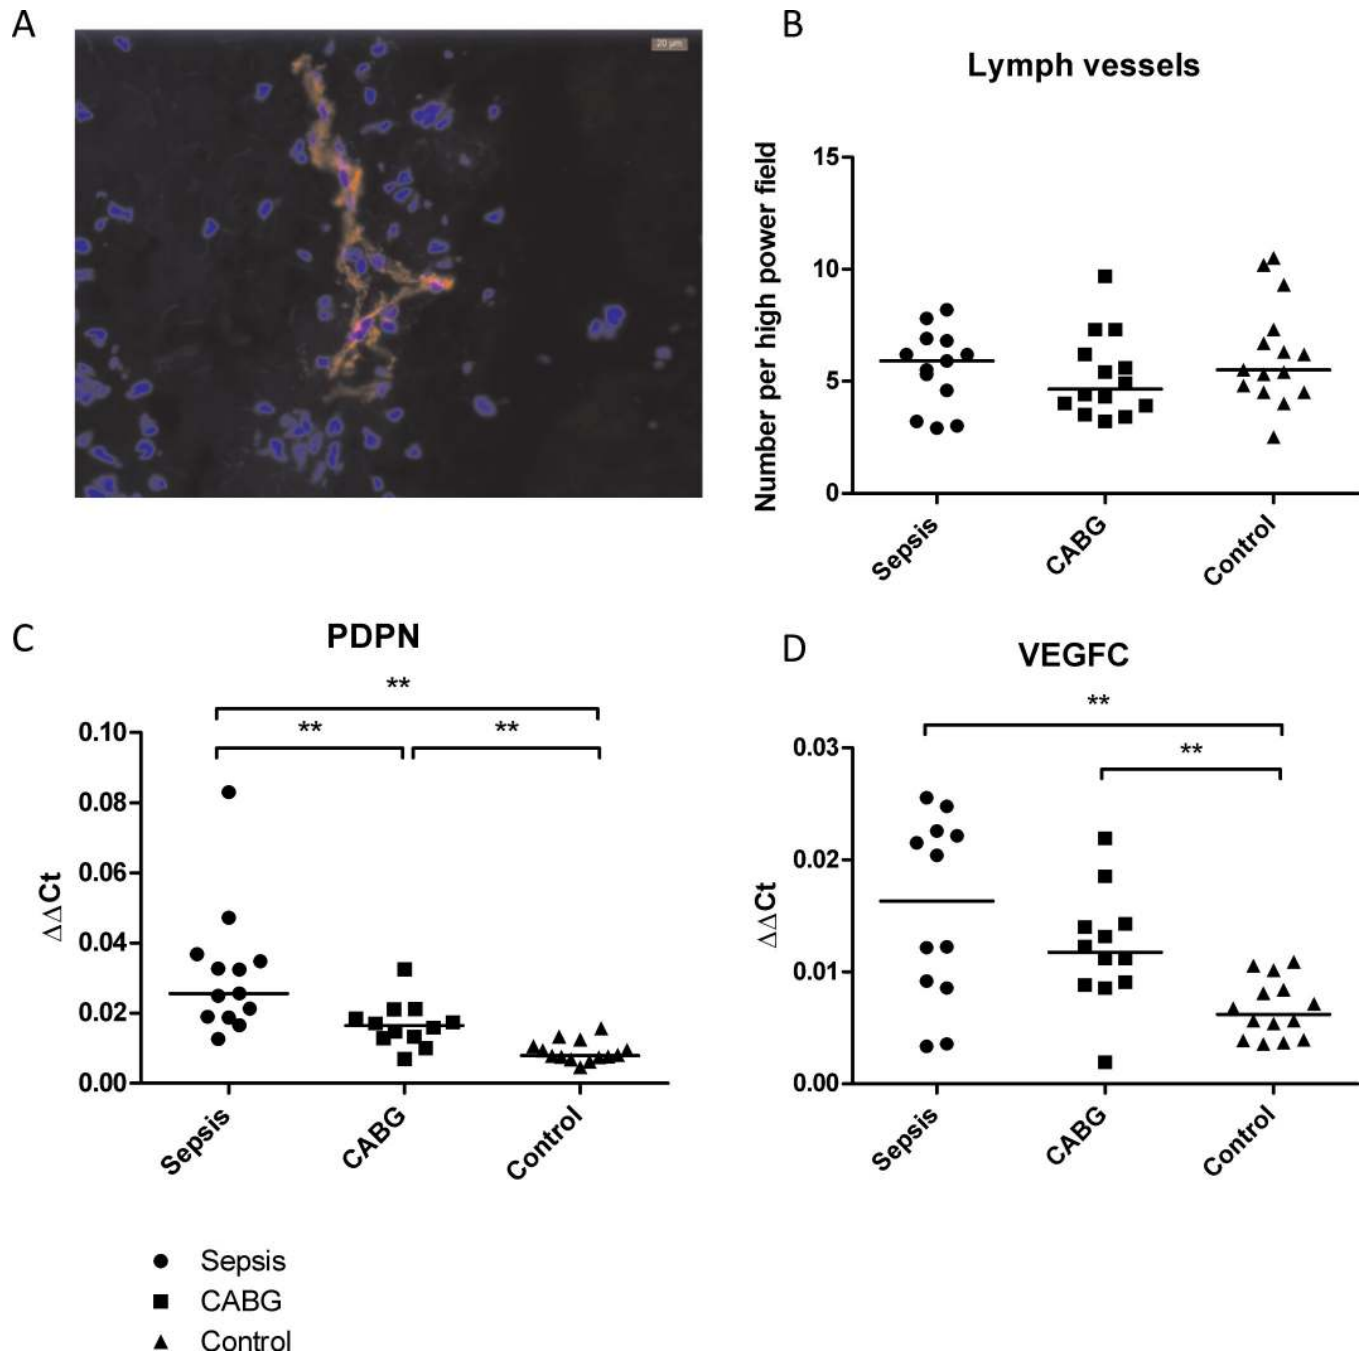 A
20 µm
B
Lymph vessels
Number per high power field
15
10
5
0
Sepsis
CABG
Control
C
PDPN
**
**
**
ΔΔCt
0.10
0.08
0.06
0.04
0.02
0.00
Sepsis
CABG
Control
D
VEGFC
**
**
ΔΔCt
0.03
0.02
0.01
0.00
Sepsis
CABG
Control
Sepsis
CABG
Control